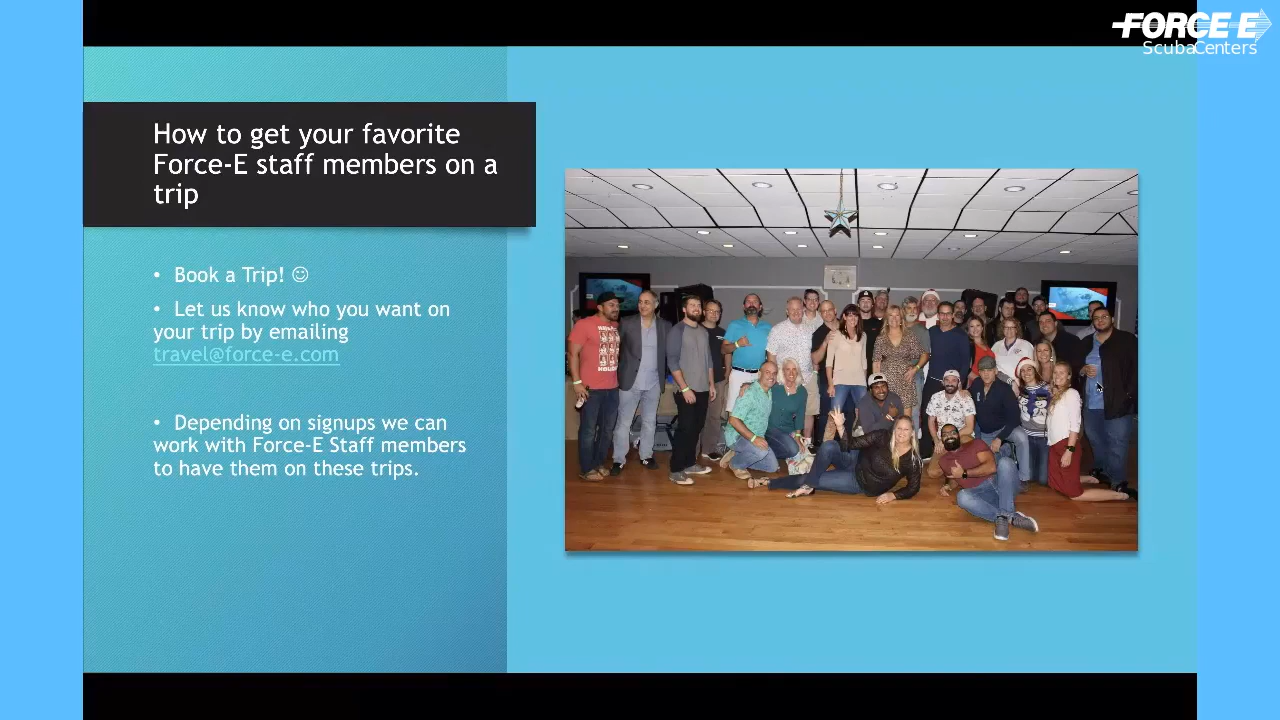 FORCE-E
ScubaCenters
How to get your favorite
Force-E staff members on a
trip
• Book a Trip! ☺
• Let us know who you want on
your trip by emailing
travel@force-e.com
• Depending on signups we can
work with Force-E Staff members
to have them on these trips.